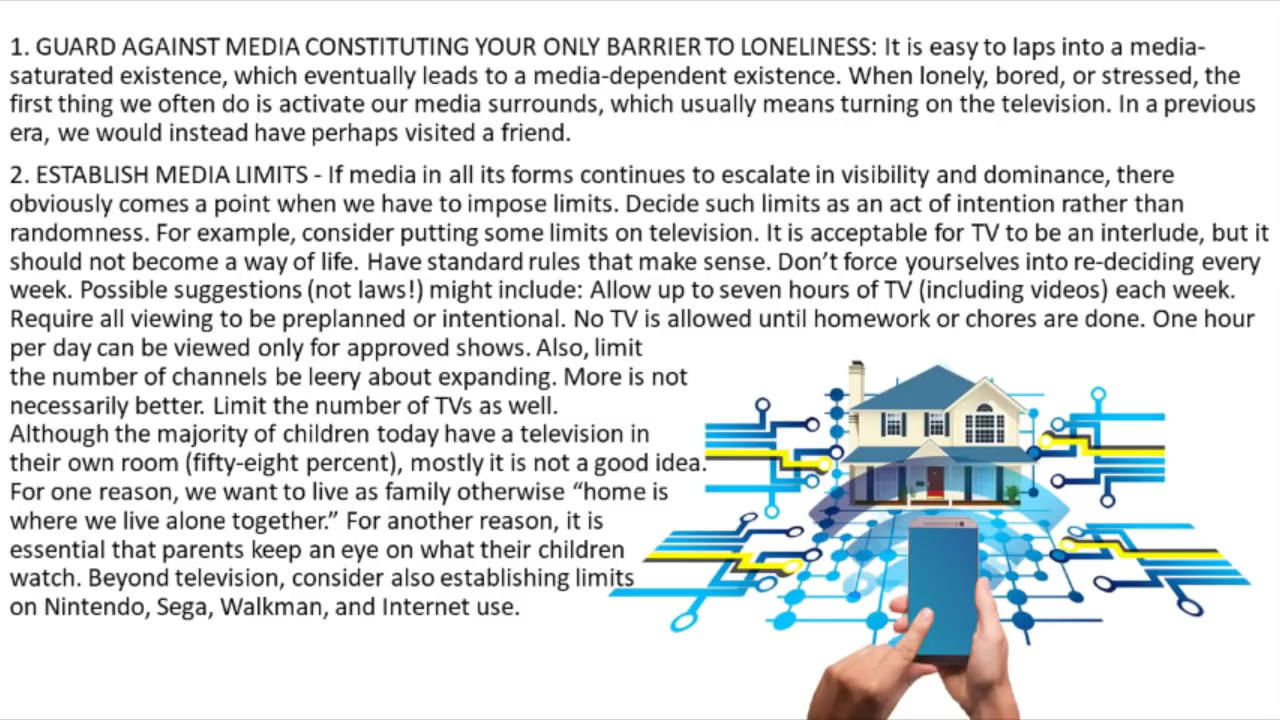 1. GUARD AGAINST MEDIA CONSTITUTING YOUR ONLY BARRIER TO LONELINESS: It is easy to laps into a media-
saturated existence, which eventually leads to a media-dependent existence. When lonely, bored, or stressed, the
first thing we often do is activate our media surrounds, which usually means turning on the television. In a previous
era, we would instead have perhaps visited a friend.
2. ESTABLISH MEDIA LIMITS - If media in all its forms continues to escalate in visibility and dominance, there
obviously comes a point when we have to impose limits. Decide such limits as an act of intention rather than
randomness. For example, consider putting some limits on television. It is acceptable for TV to be an interlude, but it
should not become a way of life. Have standard rules that make sense. Don’t force yourselves into re-deciding every
week. Possible suggestions (not laws!) might include: Allow up to seven hours of TV (including videos) each week.
Require all viewing to be preplanned or intentional. No TV is allowed until homework or chores are done. One hour
per day can be viewed only for approved shows. Also, limit
the number of channels be leery about expanding. More is not
necessarily better. Limit the number of TVs as well.
Although the majority of children today have a television in
their own room (fifty-eight percent), mostly it is not a good idea.
For one reason, we want to live as family otherwise “home is
where we live alone together.” For another reason, it is
essential that parents keep an eye on what their children
watch. Beyond television, consider also establishing limits
on Nintendo, Sega, Walkman, and Internet use.